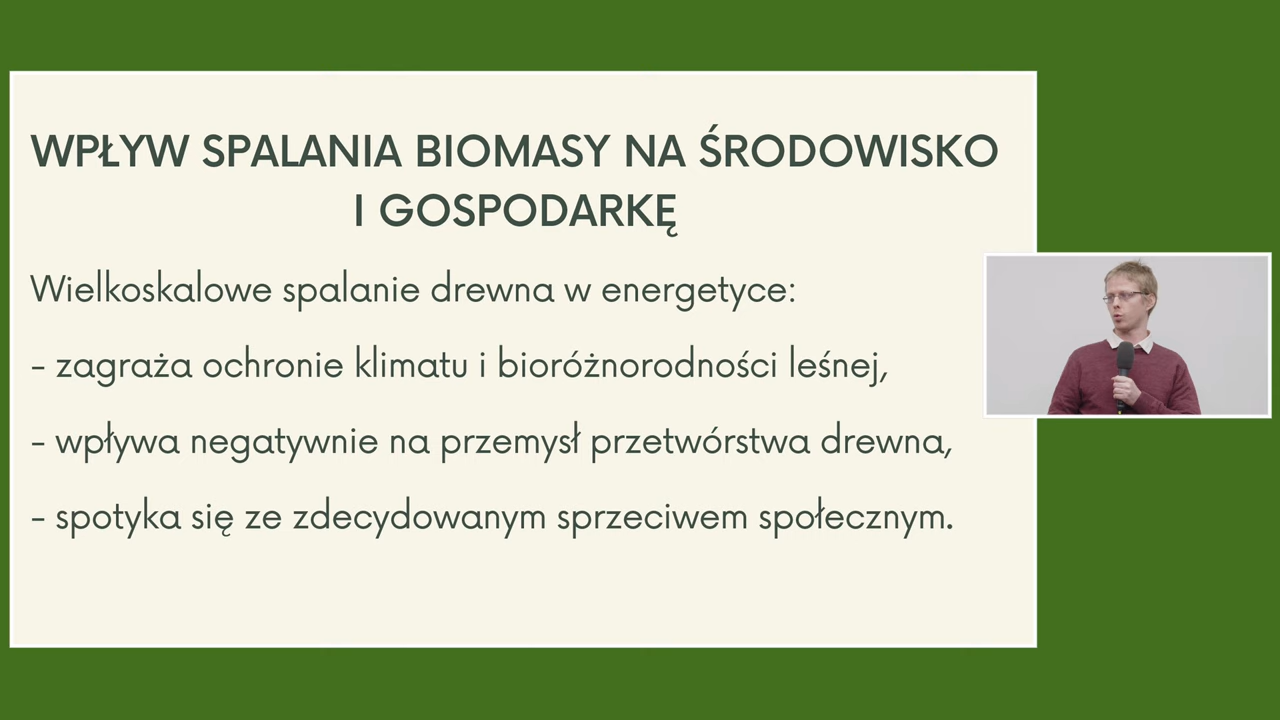 WPŁYW SPALANIA BIOMASY NA ŚRODOWISKO
I GOSPODARKĘ
Wielkoskalowe spalanie drewna w energetyce:
- zagraża ochronie klimatu i bioróżnorodności leśnej,
- wpływa negatywnie na przemysł przetwórstwa drewna,
- spotyka się ze zdecydowanym sprzeciwem społecznym.